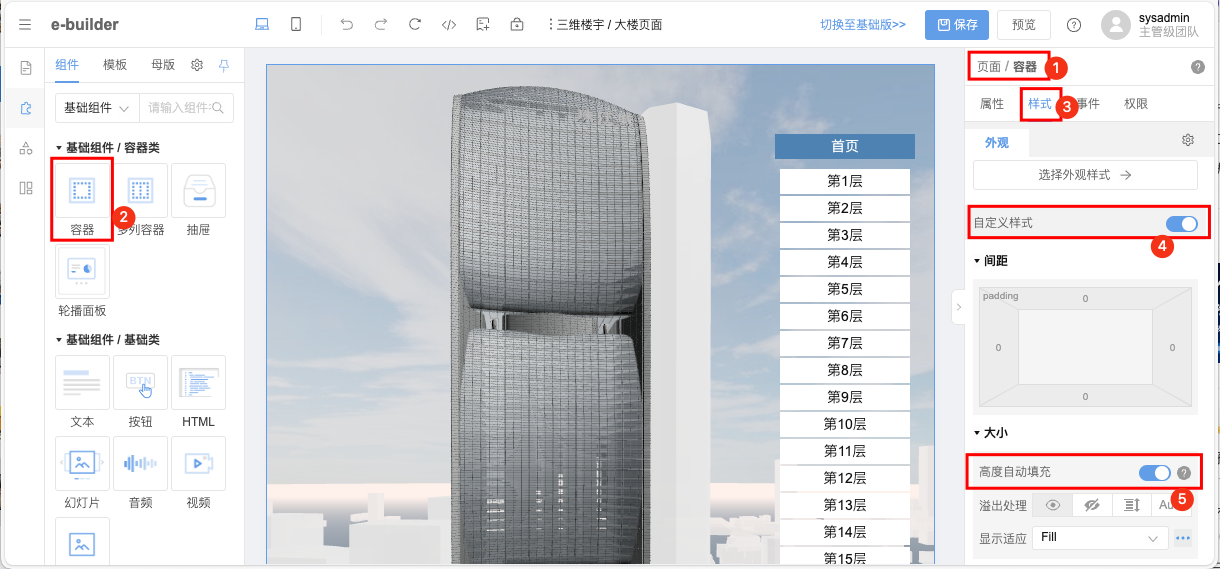 e-builder
三维楼宇 / 大楼页面
切换至基础版>>
保存
预览
sysadmin
主管级团队
组件
模板
母版
基础组件
请输入组件
基础组件 / 容器类
2
容器
多列容器
抽屉
轮播面板
基础组件 / 基础类
BTN
文本
按钮
HTML
幻灯片
音频
视频
首页
第1层
第2层
第3层
第4层
第5层
第6层
第7层
第8层
第9层
第10层
第11层
第12层
第13层
第14层
第15层
页面 / 容器
1
属性
样式
3
事件
权限
外观
选择外观样式
自定义样式
4
间距
padding
0
0
0
0
大小
高度自动填充
5
溢出处理
Au
显示适应
Fill